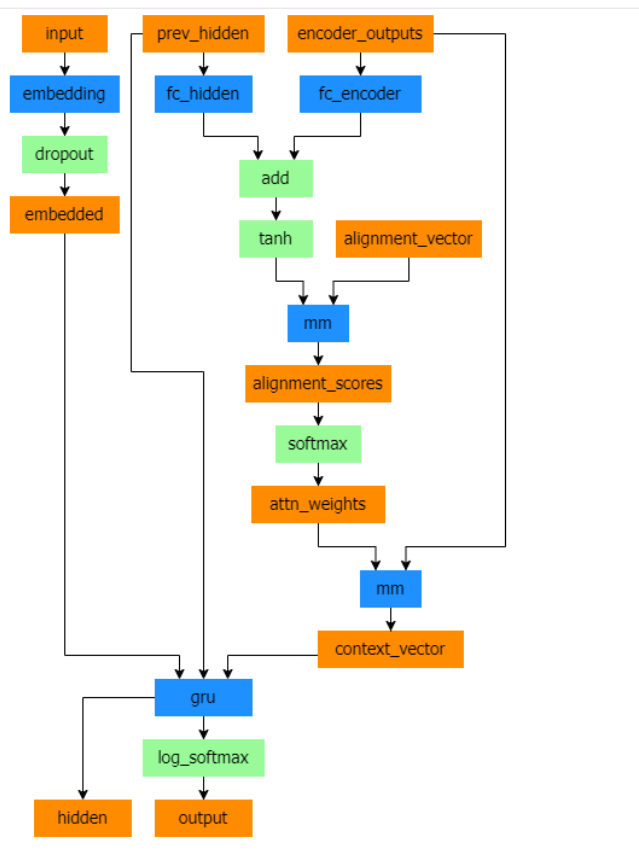 input prev_hidden encoder_outputs
embedding fc_hidden fc_encoder
dropout
add
embedded
tanh alignment_vector
mm
alignment_scores
softmax
attn_weights
mm
context_vector
gru
log_softmax
hidden output